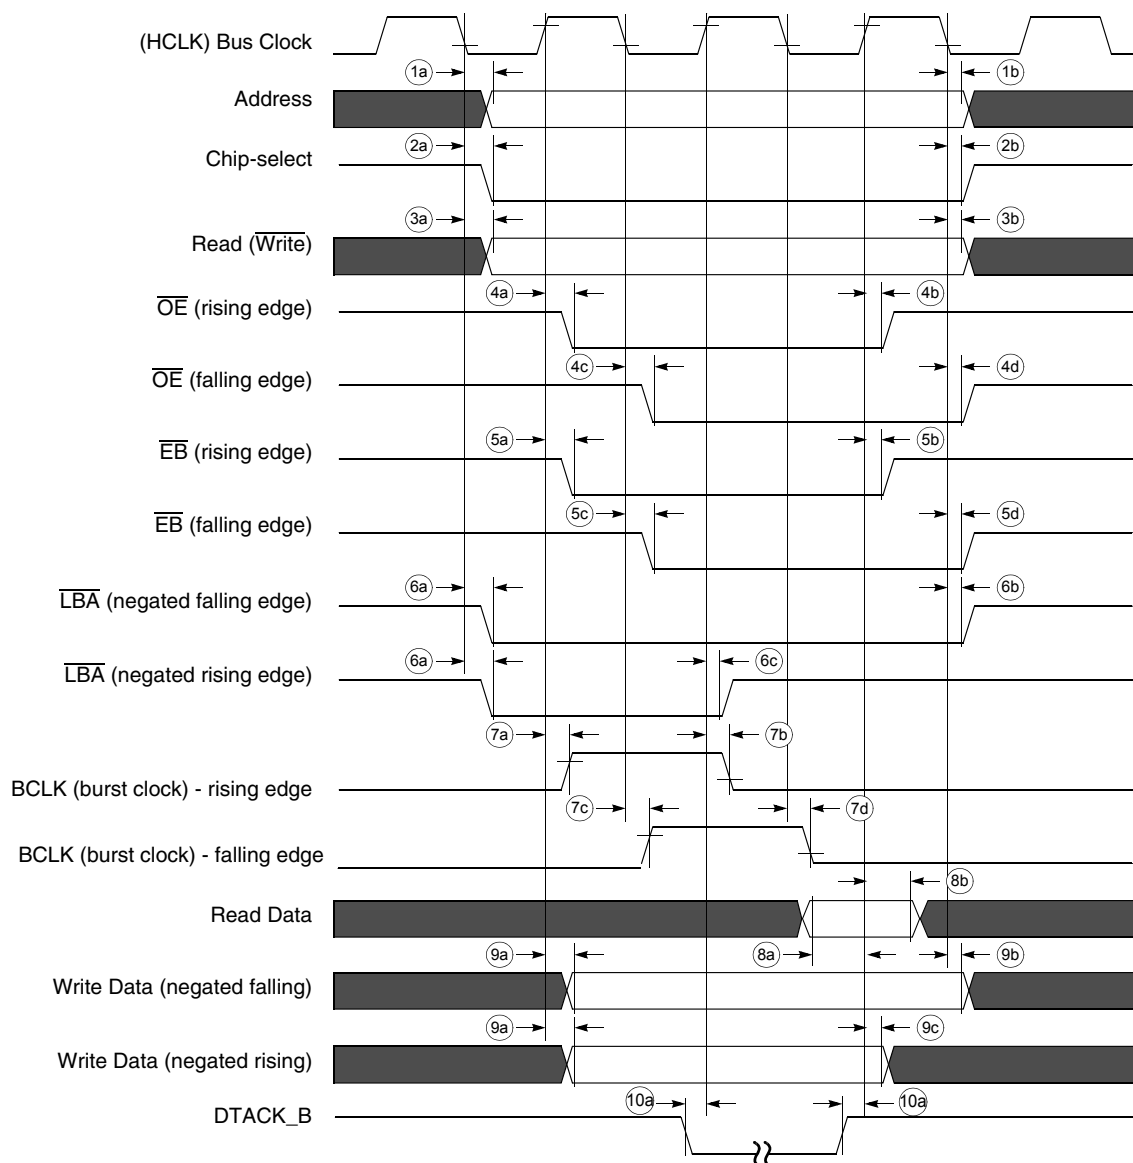 (HCLK) Bus Clock
1a 1b
Address
2a 2b
Chip-select
3a 3b
Read (Write)
4a 4b
OE (rising edge)
4c 4d
OE (falling edge)
5a 5b
EB (rising edge)
5c 5d
EB (falling edge)
6a 6b
LBA (negated falling edge)
6a 6c
LBA (negated rising edge)
7a 7b
BCLK (burst clock) - rising edge
7c 7d
BCLK (burst clock) - falling edge
8b
Read Data
9a 8a 9b
Write Data (negated falling)
9a 9c
Write Data (negated rising)
10a 10a
DTACK_B